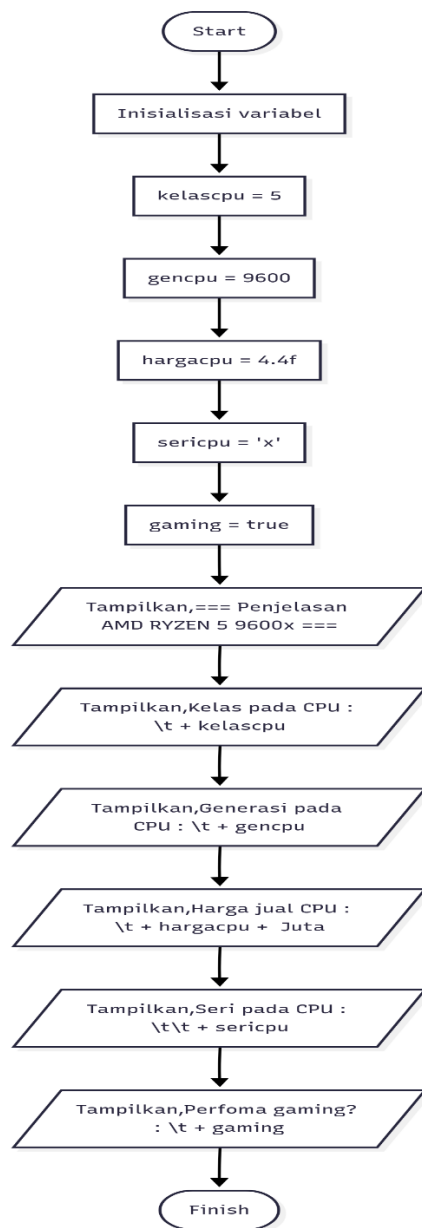 Start
Inisialisasi variabel
kelascpu = 5
gencpu = 9600
hargacpu = 4.4f
sericpu = 'x'
gaming = true
Tampilkan,=== Penjelasan
AMD RYZEN 5 9600x ===
Tampilkan,Kelas pada CPU :
\t + kelascpu
Tampilkan,Generasi pada
CPU : \t + gencpu
Tampilkan,Harga jual CPU :
\t + hargacpu + Juta
Tampilkan,Seri pada CPU :
\t\t + sericpu
Tampilkan,Perfoma gaming?
: \t + gaming
Finish